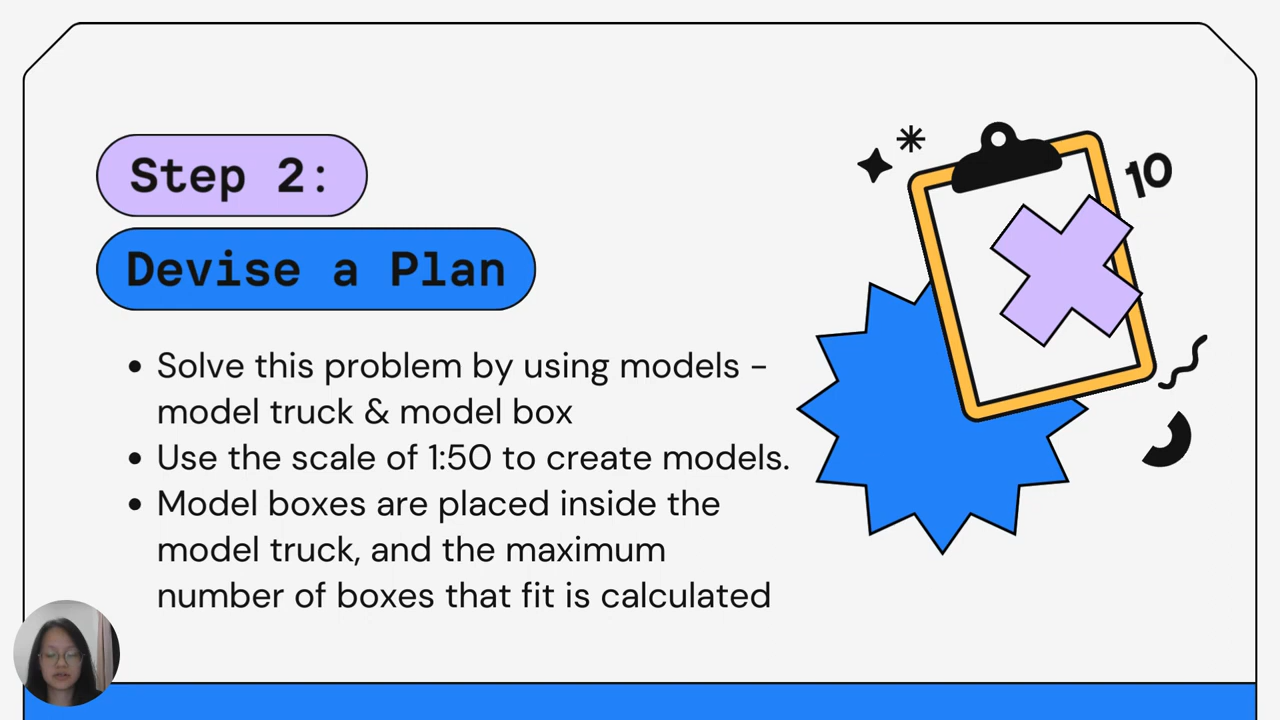 Step 2:
Devise a Plan
10
• Solve this problem by using models -
model truck & model box
• Use the scale of 1:50 to create models.
• Model boxes are placed inside the
model truck, and the maximum
number of boxes that fit is calculated